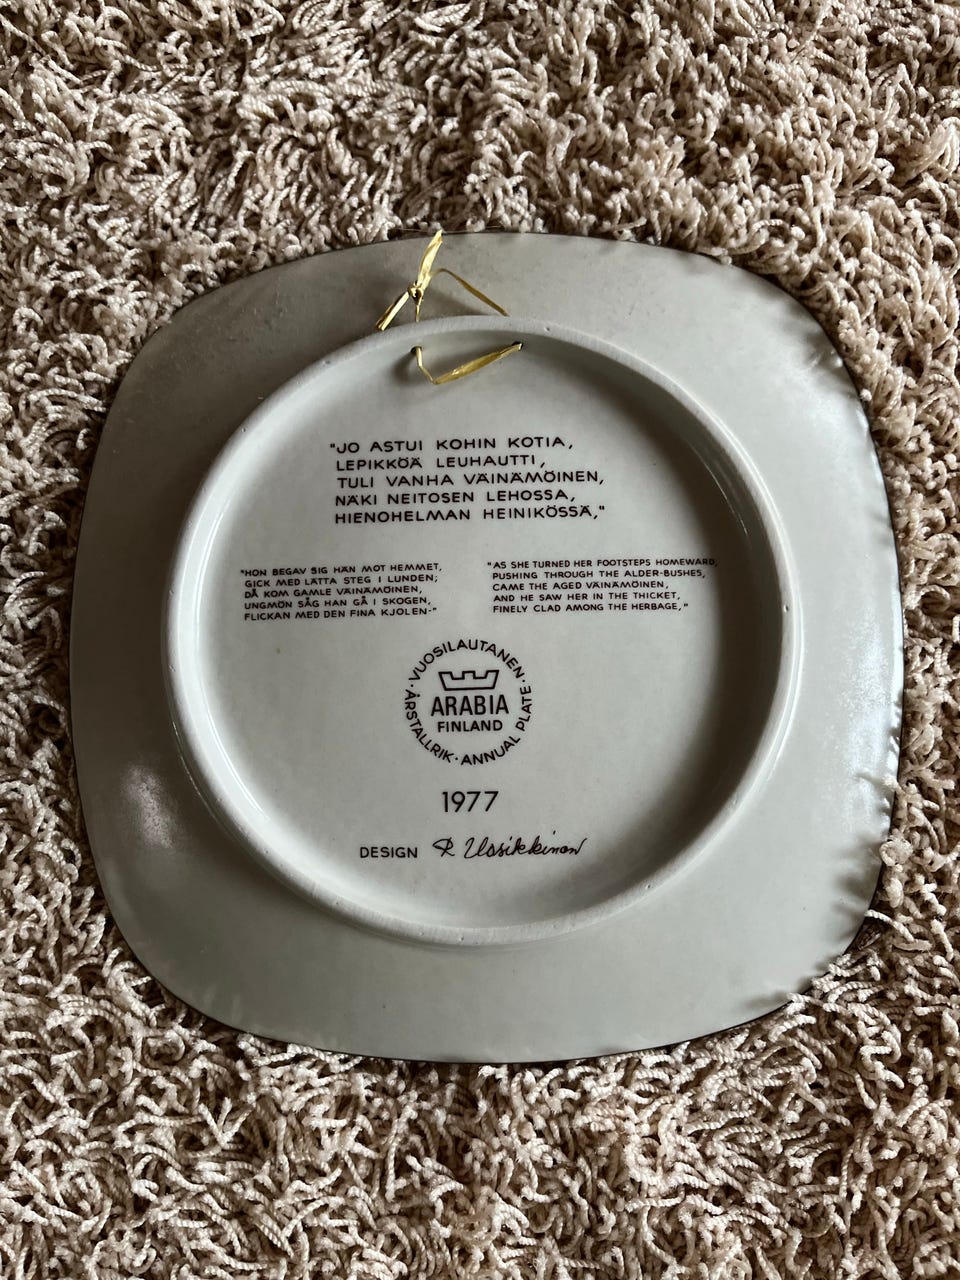 "JO ASTUI KOHIN KOTIA,
LEPIKKÖÄ LEUHAUTTI,
TULI VANHA VÄINÄMÖINEN,
NÄKI NEITOSEN LEHOSSA,
HIENOHELMAN HEINIKÖSSÄ,"
"HON BEGAV SIG HÄN MOT HEMMET,
GICK MED LÄTTA STEG I LUNDEN;
DÅ KOM GAMLE VÄINÄMÖINEN,
UNGMÖN SÅG HAN GÅ I SKOGEN,
FLICKAN MED DEN FINA KJOLEN-"
"AS SHE TURNED HER FOOTSTEPS HOMEWARD,
PUSHING THROUGH THE ALDER-BUSHES,
CAME THE AGED VÄINÄMÖINEN,
AND HE SAW HER IN THE THICKET,
FINELY CLAD AMONG THE HERBAGE,"
· VUOSILAUTANEN · ÅRSTALLRIK · ANNUAL PLATE
ARABIA
FINLAND
1977
DESIGN R Uosikkinen